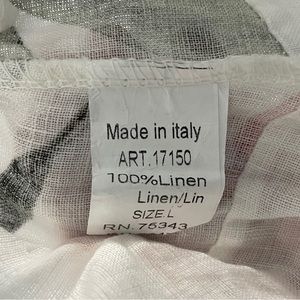 Made in italy
ART.17150
100%Linen
Linen/Lin
SIZE L
RN.75343